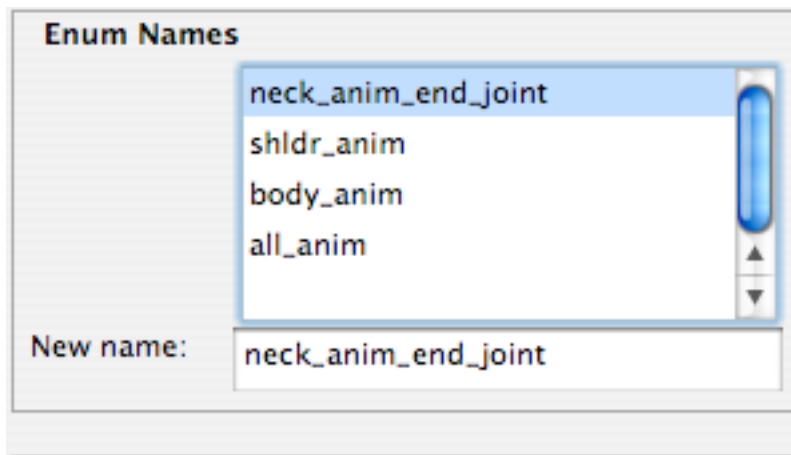 Enum Names
neck_anim_end_joint
shldr_anim
body_anim
all_anim
New name:
neck_anim_end_joint